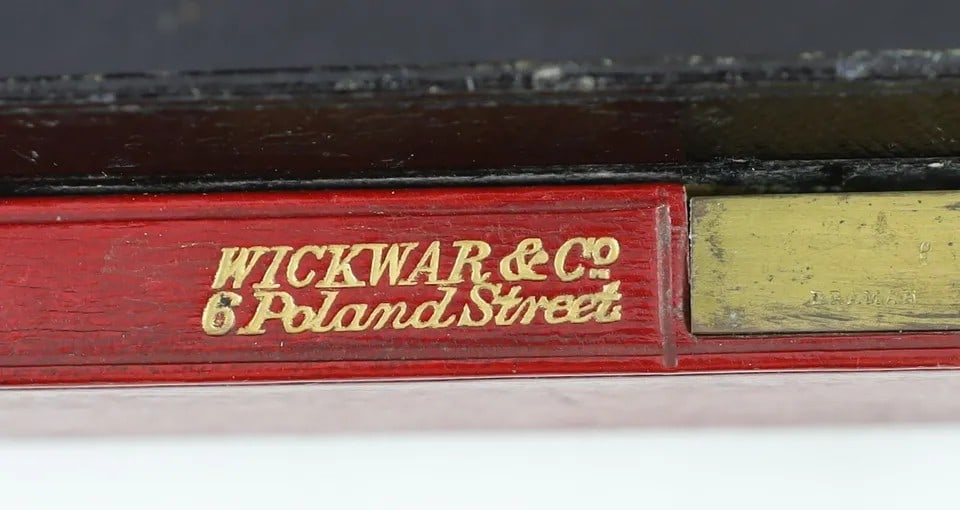 WICKWAR & Co
6 Poland Street